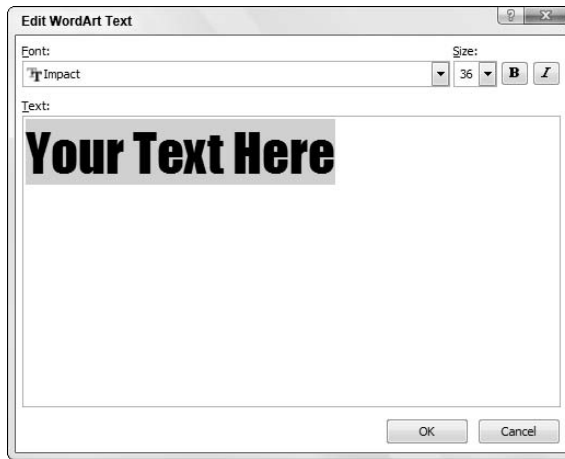 Edit WordArt Text
Font: Size:
Impact 36 B I
Text:
Your Text Here
OK Cancel